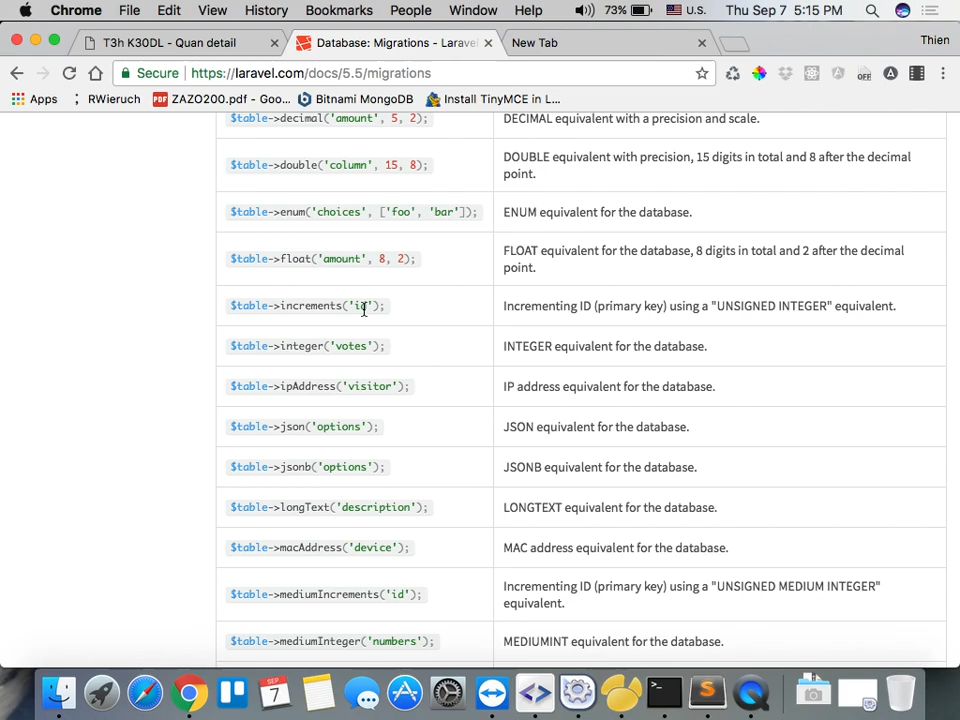 Chrome File Edit View History Bookmarks People Window Help 73% U.S. Thu Sep 7 5:15 PM
T3h K30DL - Quan detail Database: Migrations - Larave New Tab Thien
Secure https://laravel.com/docs/5.5/migrations OFF
Apps RWieruch PDF ZAZO200.pdf - Goo... Bitnami MongoDB Install TinyMCE in L...
$table->decimal('amount', 5, 2); DECIMAL equivalent with a precision and scale.
$table->double('column', 15, 8); DOUBLE equivalent with precision, 15 digits in total and 8 after the decimal
point.
$table->enum('choices', ['foo', 'bar']); ENUM equivalent for the database.
$table->float('amount', 8, 2); FLOAT equivalent for the database, 8 digits in total and 2 after the decimal
point.
$table->increments('id'); Incrementing ID (primary key) using a "UNSIGNED INTEGER" equivalent.
$table->integer('votes'); INTEGER equivalent for the database.
$table->ipAddress('visitor'); IP address equivalent for the database.
$table->json('options'); JSON equivalent for the database.
$table->jsonb('options'); JSONB equivalent for the database.
$table->longText('description'); LONGTEXT equivalent for the database.
$table->macAddress('device'); MAC address equivalent for the database.
$table->mediumIncrements('id'); Incrementing ID (primary key) using a "UNSIGNED MEDIUM INTEGER"
equivalent.
$table->mediumInteger('numbers'); MEDIUMINT equivalent for the database.
SEP
7